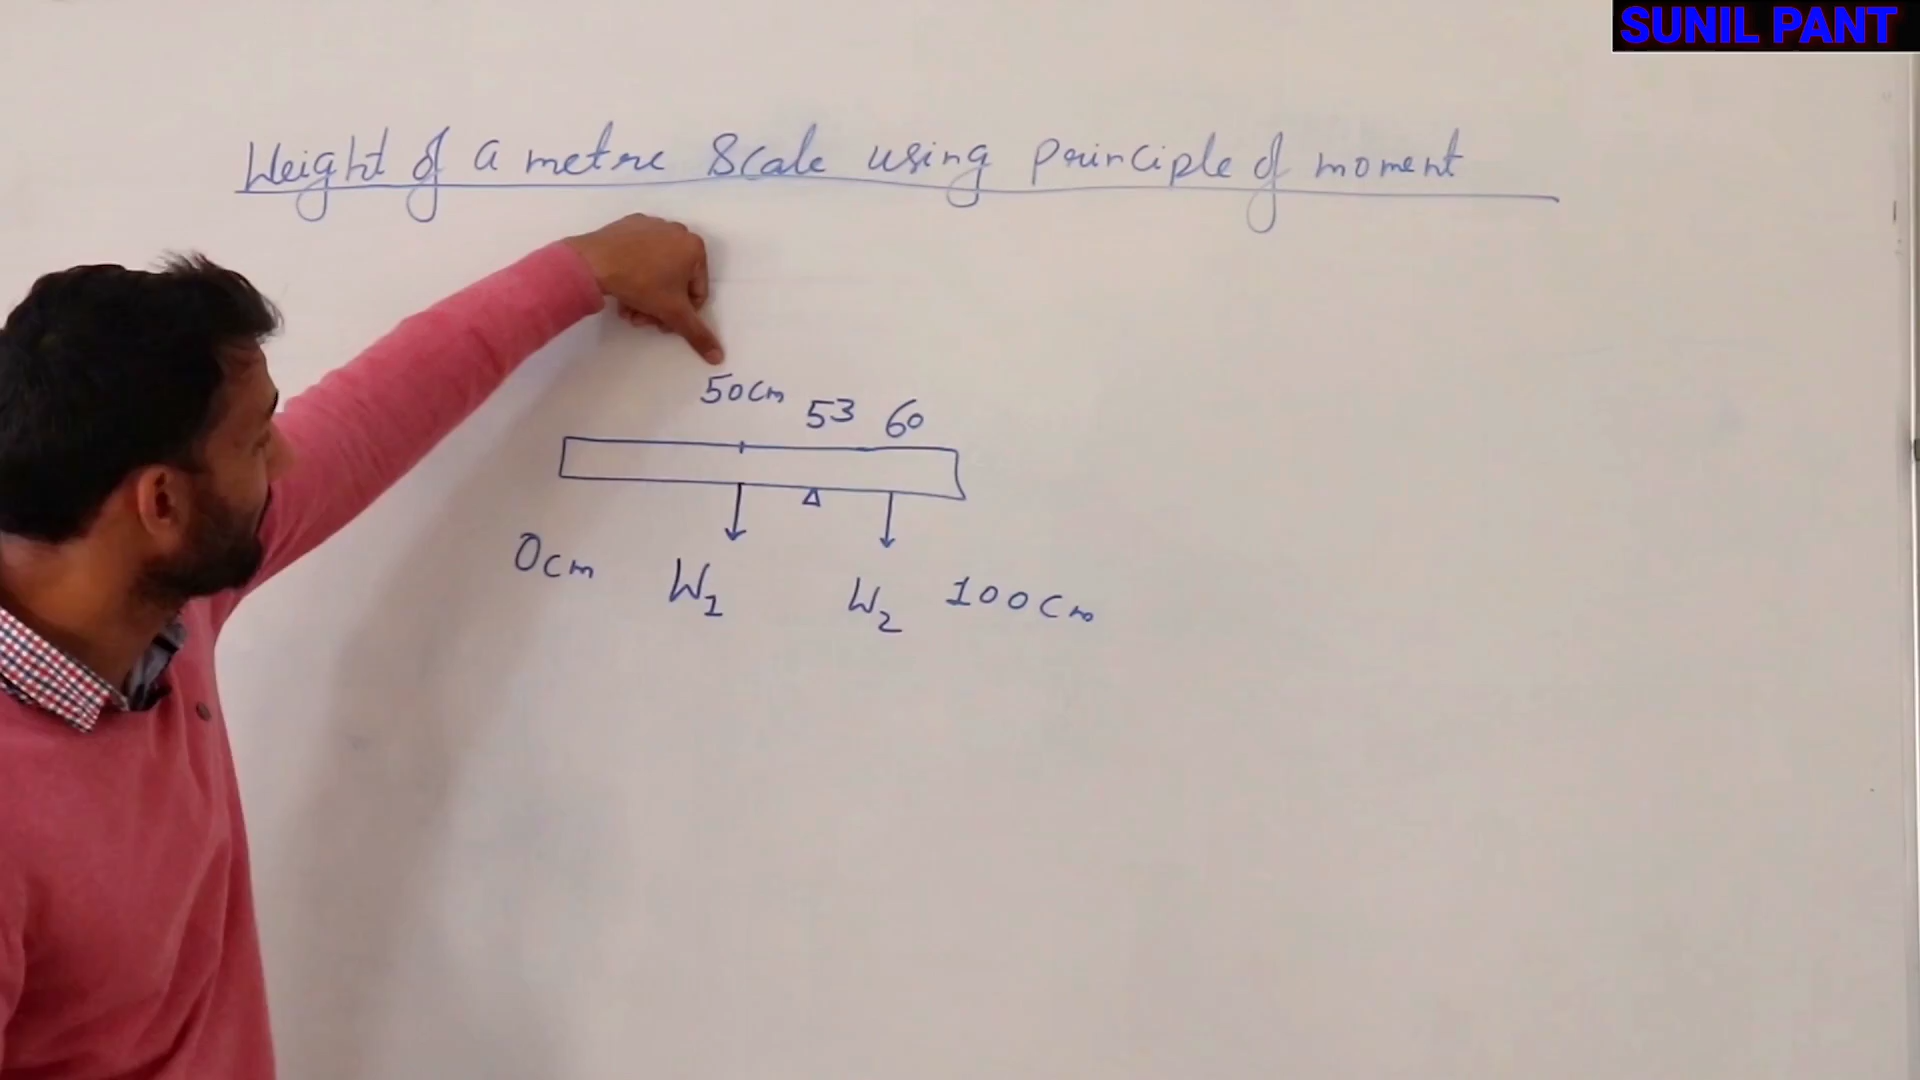 SUNIL PANT
Weight of a metre Scale using principle of moment
50cm 53 60
0cm W1 W2 100cm